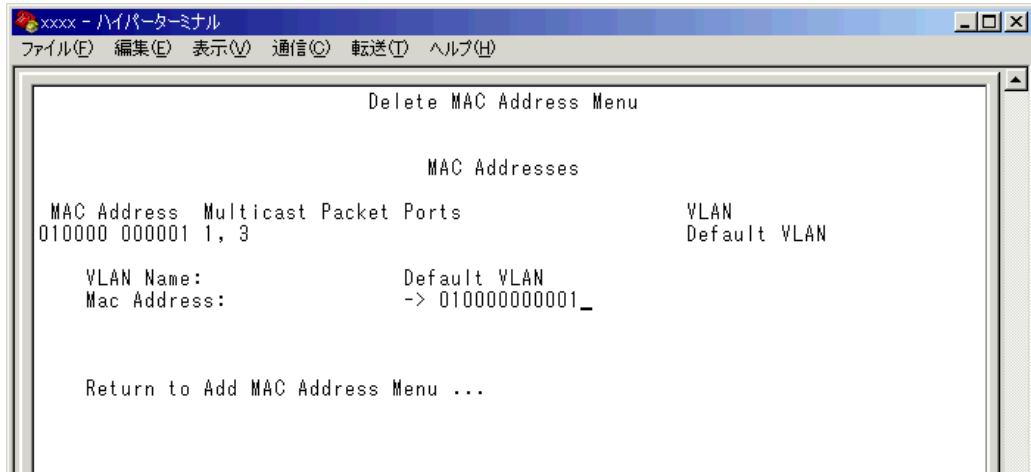 xxxx - ハイパーターミナル
ファイル(F) 編集(E) 表示(V) 通信(C) 転送(T) ヘルプ(H)
Delete MAC Address Menu
MAC Addresses
MAC Address Multicast Packet Ports VLAN
010000 000001 1, 3 Default VLAN
VLAN Name: Default VLAN
Mac Address: -> 010000000001_
Return to Add MAC Address Menu ...